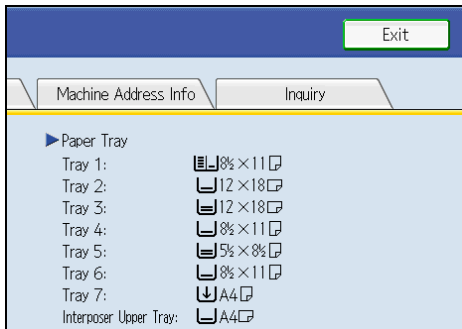 Exit
Machine Address Info
Inquiry
Paper Tray
Tray 1: 8½×11
Tray 2: 12×18
Tray 3: 12×18
Tray 4: 8½×11
Tray 5: 5½×8½
Tray 6: 8½×11
Tray 7: A4
Interposer Upper Tray: A4